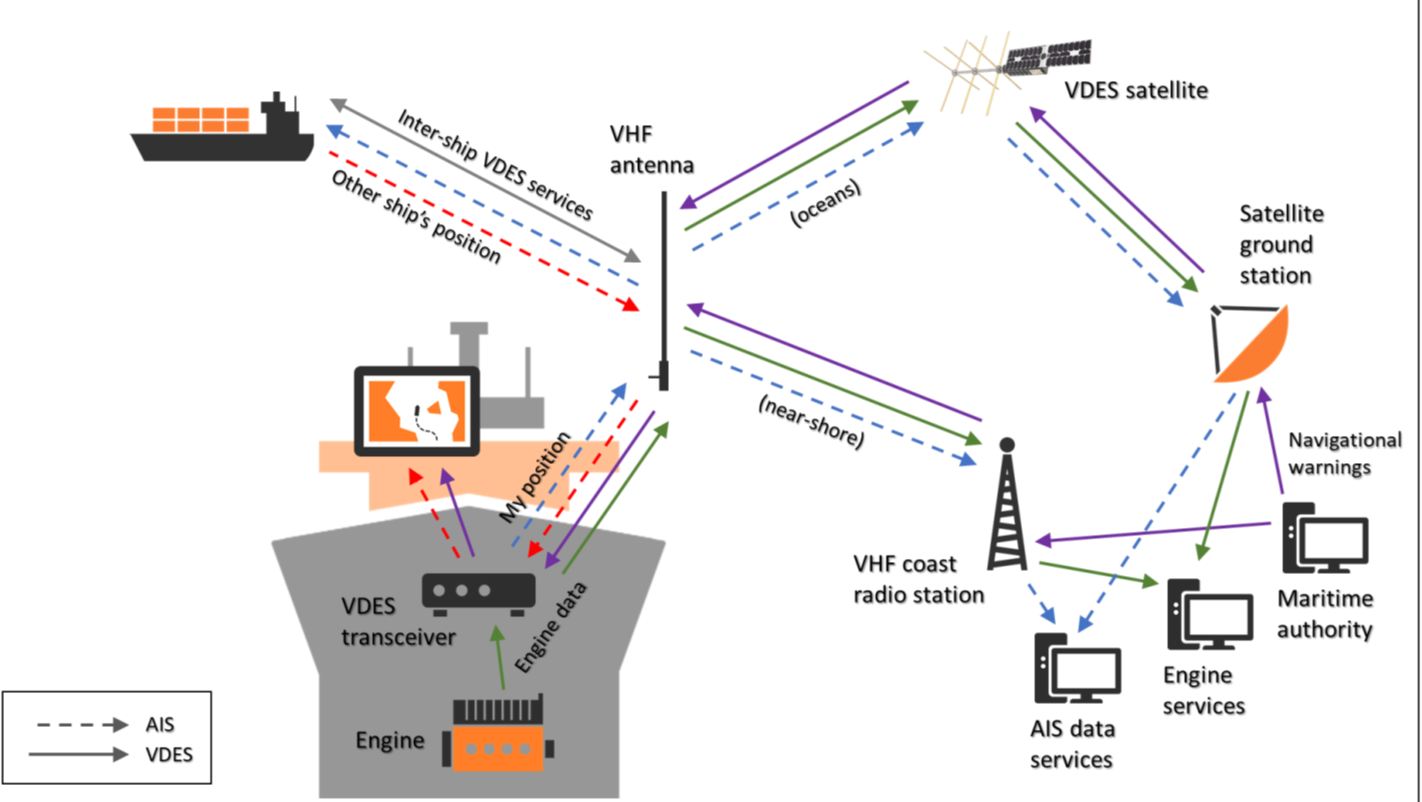 VDES satellite
VHF
antenna
Inter-ship VDES services
Other ship's position
(oceans)
Satellite
ground
station
(near-shore)
Navigational
warnings
My position
VHF coast
radio station
VDES
transceiver
Engine data
Maritime
authority
Engine
services
AIS data
services
Engine
AIS
VDES